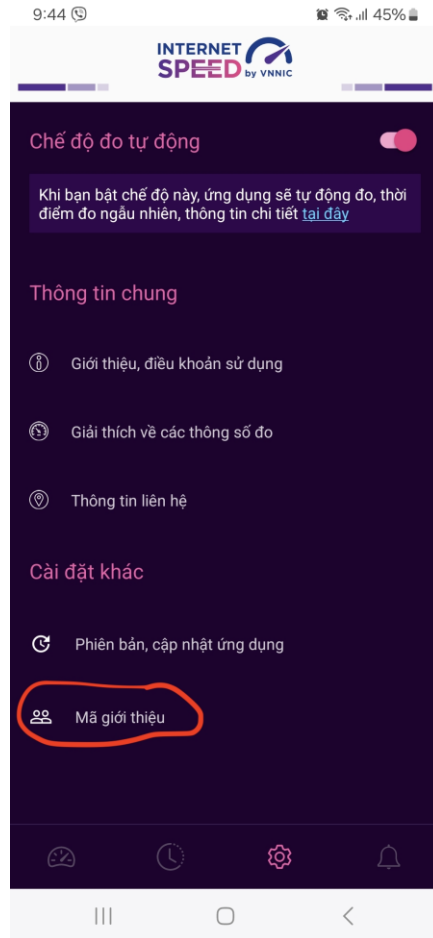 9:44
45%
INTERNET
SPEED by VNNIC
Chế độ đo tự động
Khi bạn bật chế độ này, ứng dụng sẽ tự động đo, thời
điểm đo ngẫu nhiên, thông tin chi tiết tại đây
Thông tin chung
Giới thiệu, điều khoản sử dụng
Giải thích về các thông số đo
Thông tin liên hệ
Cài đặt khác
Phiên bản, cập nhật ứng dụng
Mã giới thiệu